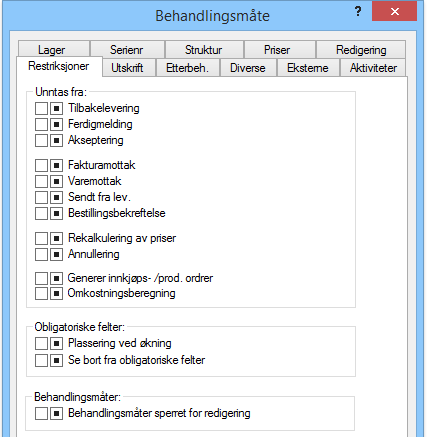 Behandlingsmåte
?
Lager Serienr Struktur Priser Redigering
Restriksjoner Utskrift Etterbeh. Diverse Eksterne Aktiviteter
Unntas fra:
Tilbakelevering
Ferdigmelding
Akseptering
Fakturamottak
Varemottak
Sendt fra lev.
Bestillingsbekreftelse
Rekalkulering av priser
Annullering
Generer innkjøps- /prod. ordrer
Omkostningsberegning
Obligatoriske felter:
Plassering ved økning
Se bort fra obligatoriske felter
Behandlingsmåter:
Behandlingsmåter sperret for redigering